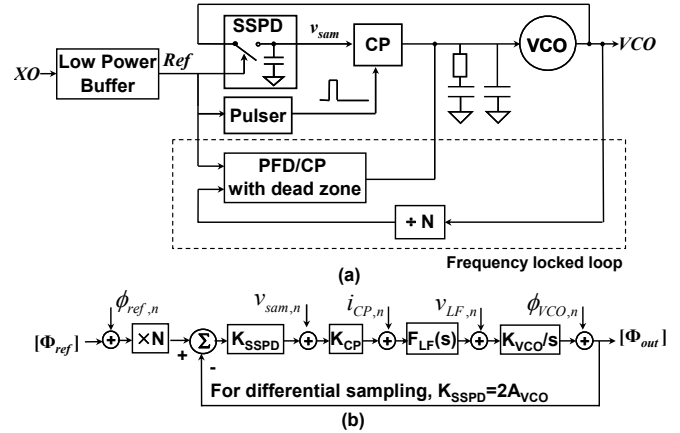 SSPD
v_sam
CP
VCO
VCO
XO
Low Power
Buffer
Ref
Pulser
PFD/CP
with dead zone
÷ N
Frequency locked loop
(a)
ϕ_ref,n
v_sam,n
i_CP,n
v_LF,n
ϕ_VCO,n
[Φ_ref]
×N
Σ
K_SSPD
K_CP
F_LF(s)
K_VCO/s
[Φ_out]
+
-
For differential sampling, K_SSPD=2A_VCO
(b)